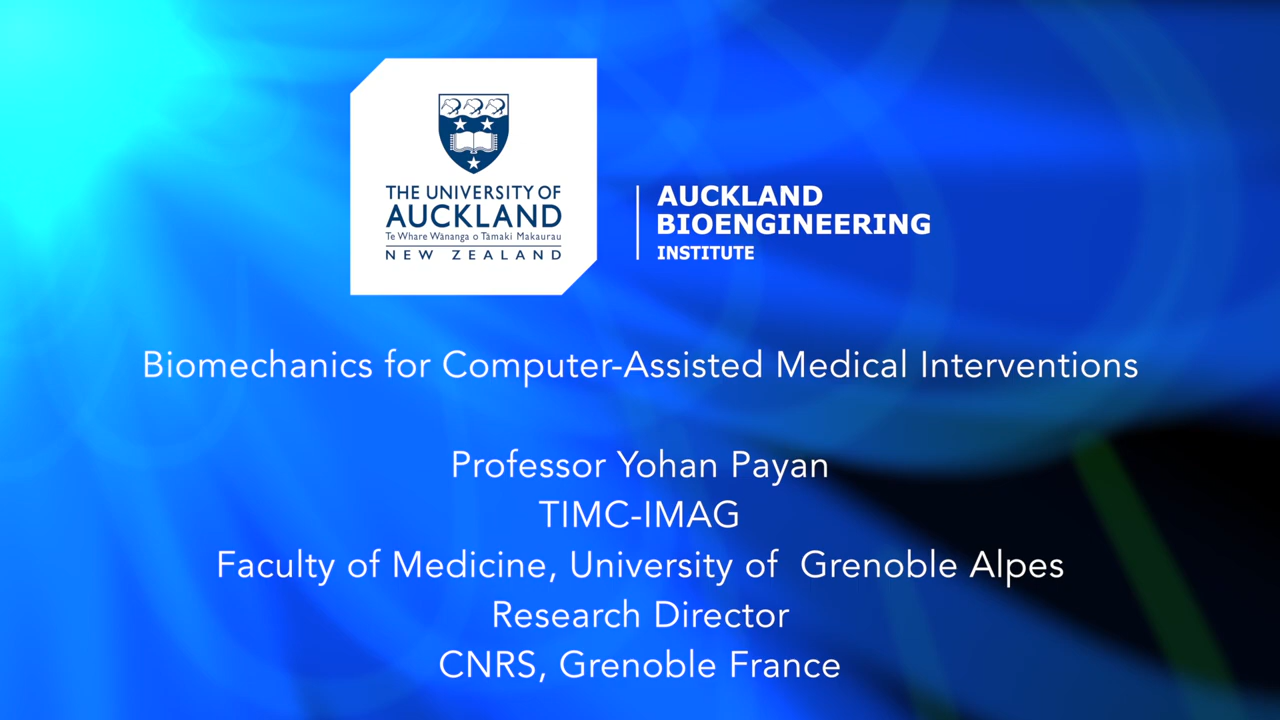 THE UNIVERSITY OF
AUCKLAND
Te Whare Wānanga o Tāmaki Makaurau
NEW ZEALAND
AUCKLAND
BIOENGINEERING
INSTITUTE
Biomechanics for Computer-Assisted Medical Interventions
Professor Yohan Payan
TIMC-IMAG
Faculty of Medicine, University of Grenoble Alpes
Research Director
CNRS, Grenoble France